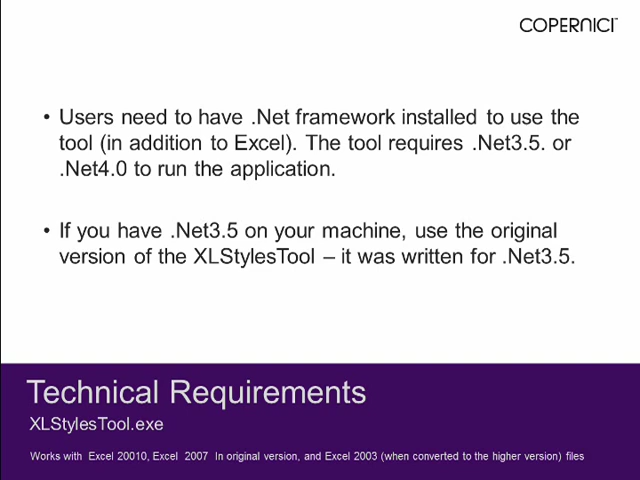 COPERNICI™
• Users need to have .Net framework installed to use the
tool (in addition to Excel). The tool requires .Net3.5. or
.Net4.0 to run the application.
• If you have .Net3.5 on your machine, use the original
version of the XLStylesTool – it was written for .Net3.5.
Technical Requirements
XLStylesTool.exe
Works with Excel 20010, Excel 2007 In original version, and Excel 2003 (when converted to the higher version) files